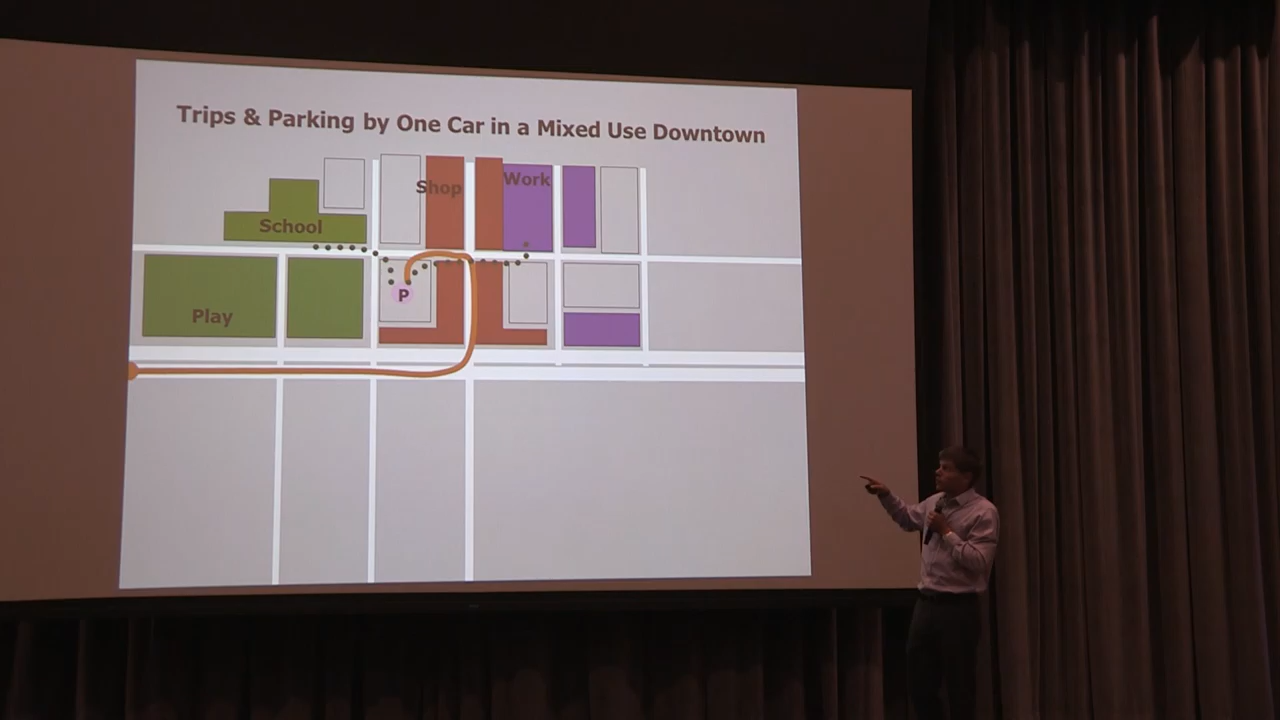 Trips & Parking by One Car in a Mixed Use Downtown
Shop
Work
School
P
Play